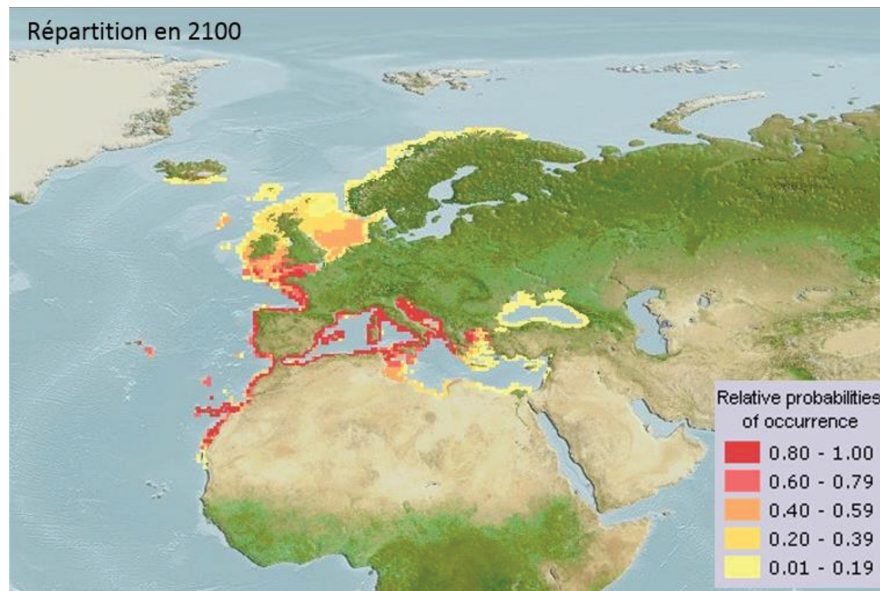 Répartition en 2100
Relative probabilities
of occurrence
0.80 - 1.00
0.60 - 0.79
0.40 - 0.59
0.20 - 0.39
0.01 - 0.19